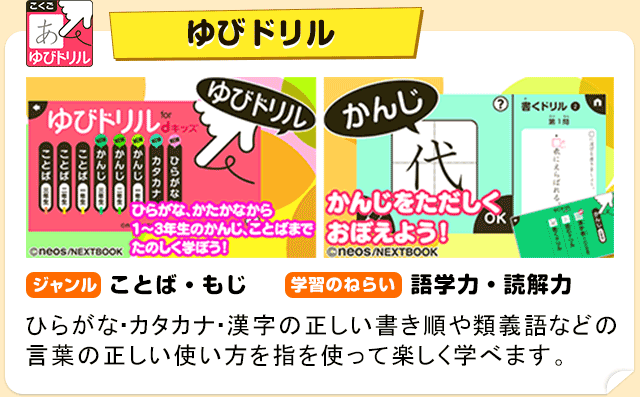 こくご
あ
ゆびドリル
ゆびドリル
ゆびドリル for dキッズ
ゆびドリル
ことば
ことば
ことば
かんじ
かんじ
かんじ
カタカナ
ひらがな
ひらがな、かたかなから
1〜3年生のかんじ、ことばまで
たのしく学ぼう!
©neos/NEXTBOOK
かんじ
?
書くドリル 2
第1問
代
OK
かんじをただしく
おぼえよう!
©neos/NEXTBOOK
ジャンル ことば・もじ 学習のねらい 語学力・読解力
ひらがな・カタカナ・漢字の正しい書き順や類義語などの
言葉の正しい使い方を指を使って楽しく学べます。